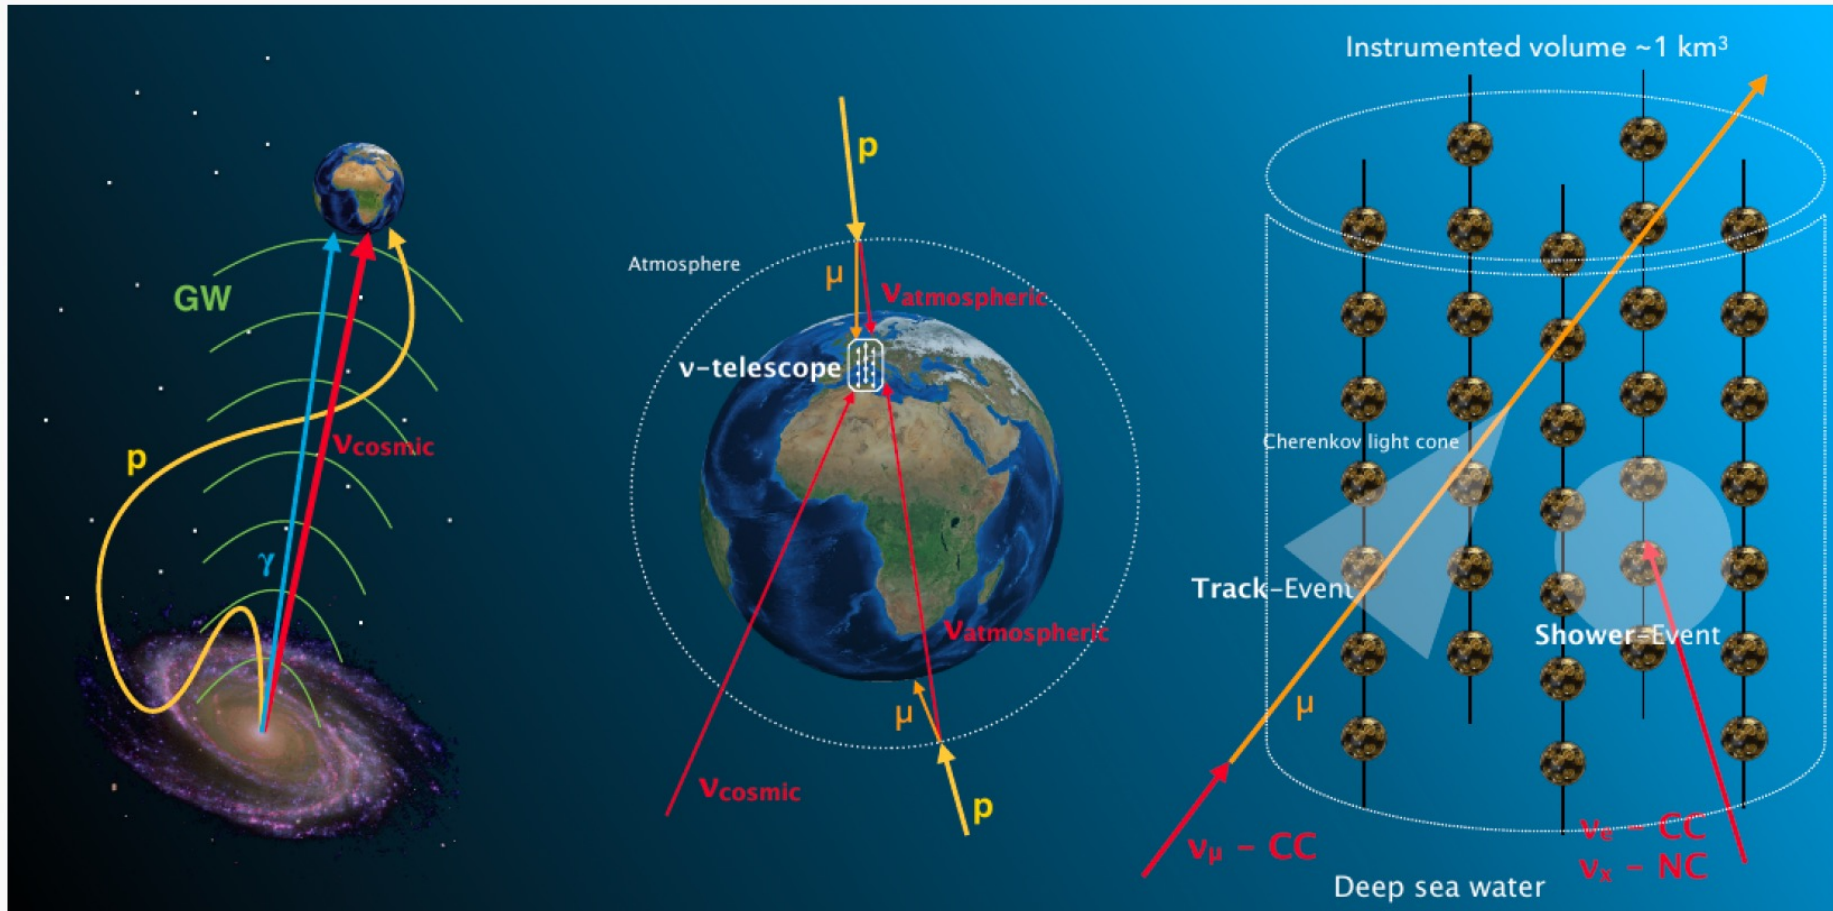 GW
p
νcosmic
γ
p
Atmosphere
μ
νatmospheric
ν-telescope
νatmospheric
μ
νcosmic
p
Instrumented volume ~1 km³
Cherenkov light cone
Track-Event
Shower-Event
μ
νμ - CC
νe - CC
νx - NC
Deep sea water